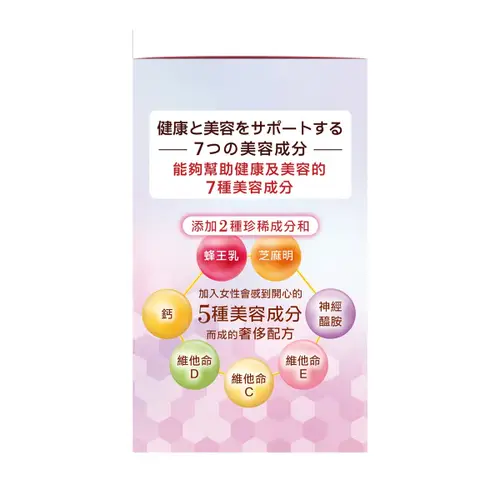 健康と美容をサポートする
7つの美容成分
能夠幫助健康及美容的
7種美容成分
添加2種珍稀成分和
蜂王乳
芝麻明
加入女性會感到開心的
5種美容成分
而成的奢侈配方
鈣
神經
醯胺
維他命
D
維他命
C
維他命
E